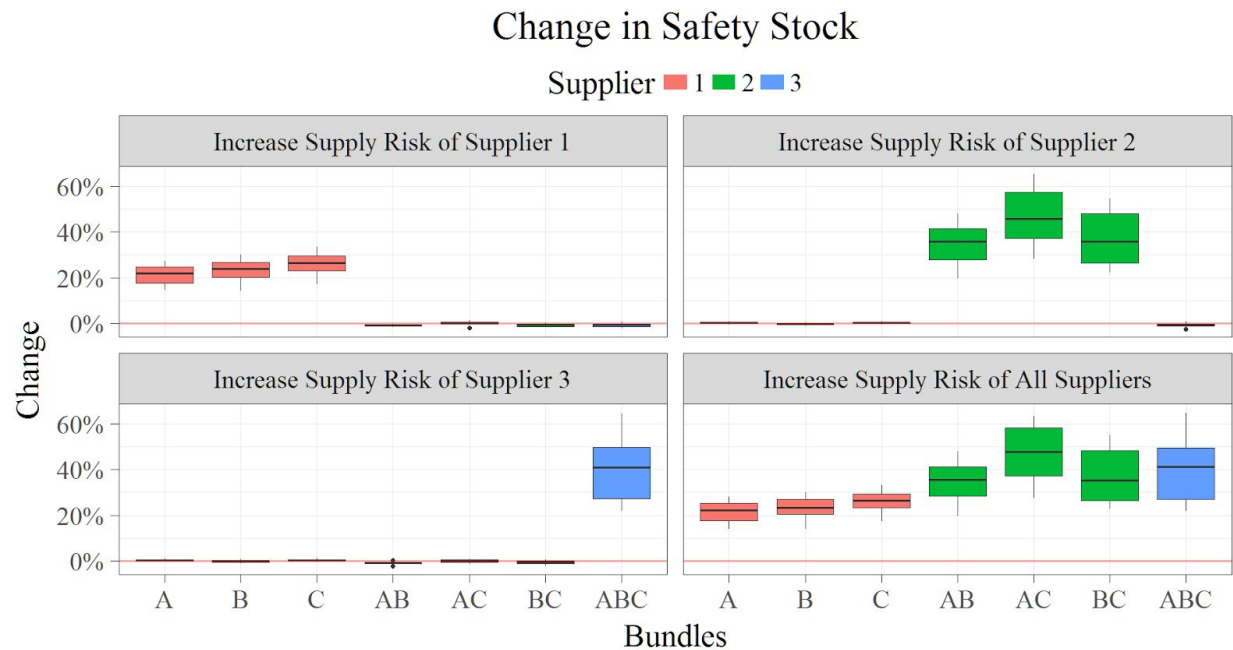 Change in Safety Stock
Supplier 1 2 3
Increase Supply Risk of Supplier 1
Increase Supply Risk of Supplier 2
60%
40%
20%
0%
Increase Supply Risk of Supplier 3
Increase Supply Risk of All Suppliers
60%
40%
20%
0%
Change
A B C AB AC BC ABC
A B C AB AC BC ABC
Bundles